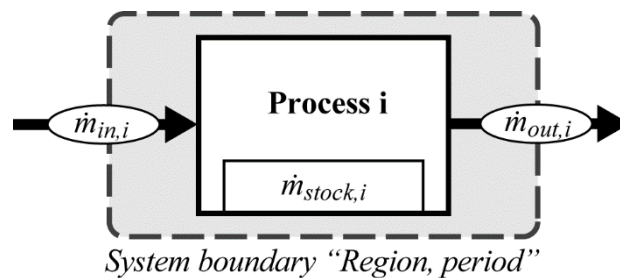 Process i
ṁin,i
ṁout,i
ṁstock,i
System boundary “Region, period”